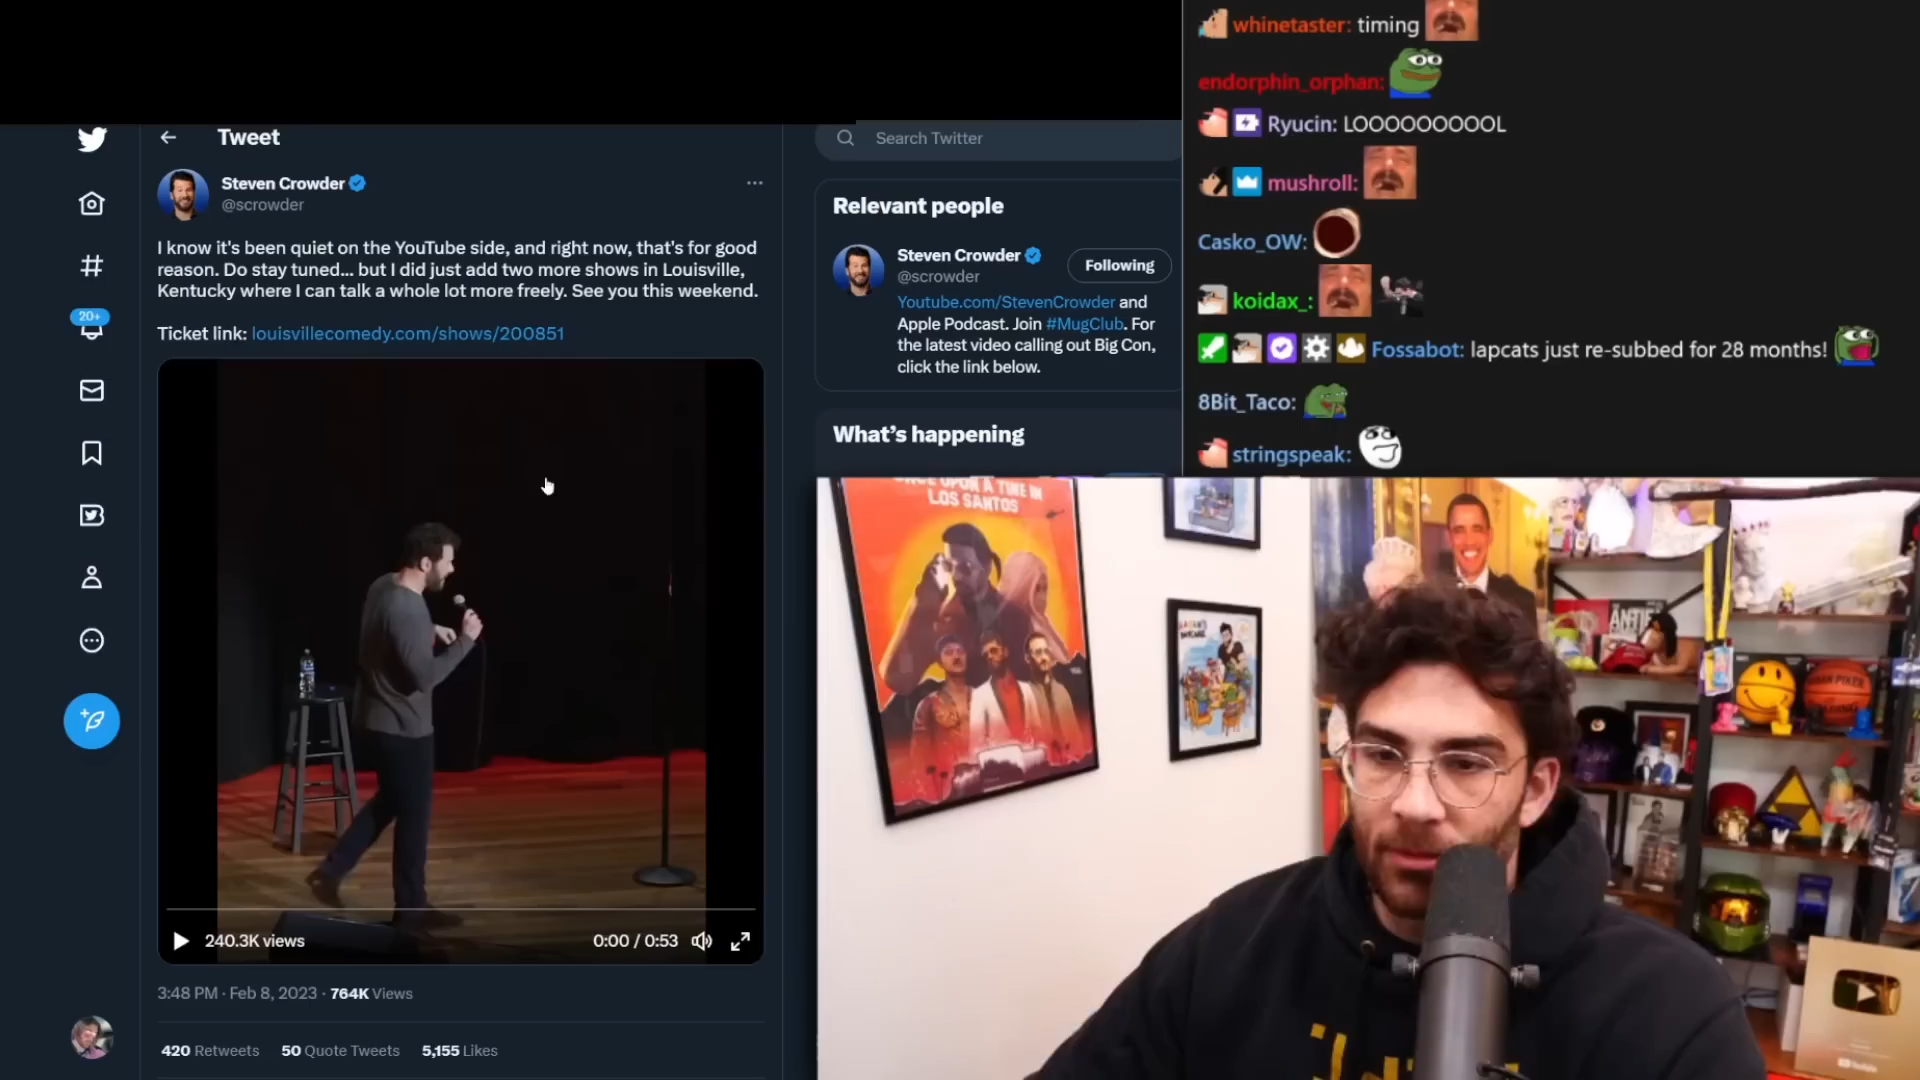 Tweet
Steven Crowder
@scrowder
I know it's been quiet on the YouTube side, and right now, that's for good
reason. Do stay tuned... but I did just add two more shows in Louisville,
Kentucky where I can talk a whole lot more freely. See you this weekend.
Ticket link: louisvillecomedy.com/shows/200851
240.3K views
0:00 / 0:53
3:48 PM · Feb 8, 2023 · 764K Views
420 Retweets 50 Quote Tweets 5,155 Likes
20+
Search Twitter
Relevant people
Steven Crowder
@scrowder
Following
Youtube.com/StevenCrowder and
Apple Podcast. Join #MugClub. For
the latest video calling out Big Con,
click the link below.
What's happening
whinetaster: timing
endorphin_orphan:
Ryucin: LOOOOOOOOOL
mushroll:
Casko_OW:
koidax_:
Fossabot: lapcats just re-subbed for 28 months!
8Bit_Taco:
stringspeak:
ONCE UPON A TIME IN
LOS SANTOS